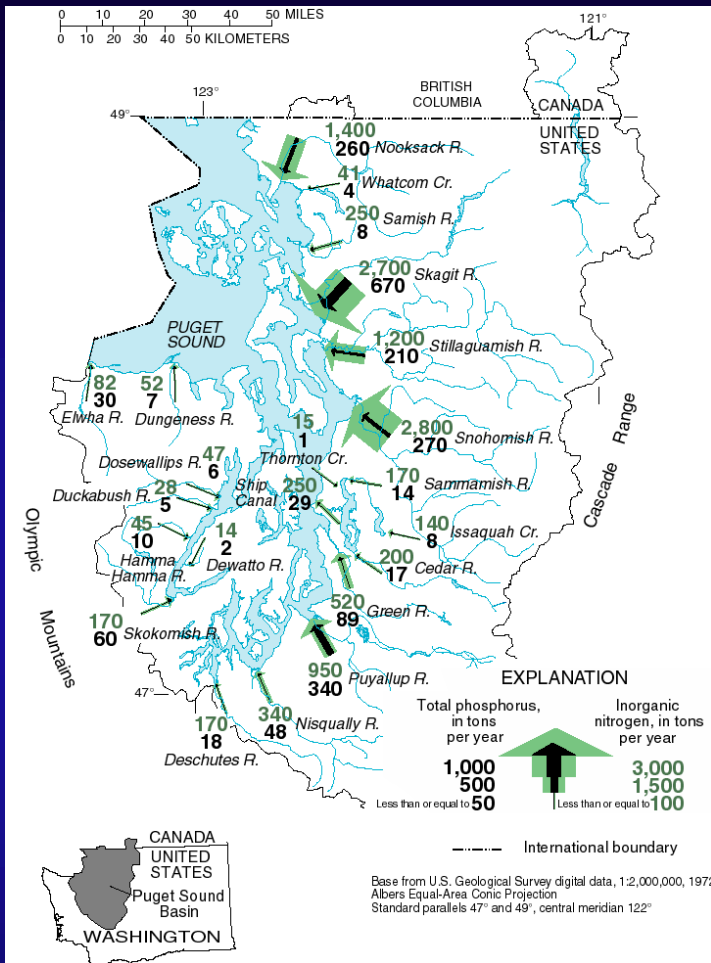 0 10 20 30 40 50 MILES
0 10 20 30 40 50 KILOMETERS
121°
123°
BRITISH
COLUMBIA
CANADA
49°
UNITED
STATES
1,400
260 Nooksack R.
41
4 Whatcom Cr.
250 Samish R.
8
2,700 Skagit R.
670
PUGET
SOUND
1,200
210 Stillaguamish R.
82
30
Elwha R.
52
7
Dungeness R.
15
1
Thornton Cr.
2,800 Snohomish R.
270
Cascade Range
Dosewallips R. 47
6
Ship
Canal
250
29
170 Sammamish R.
14
Duckabush R. 28
5
45
10
Hamma
Hamma R.
14
2
Dewatto R.
140 Issaquah Cr.
8
200 Cedar R.
17
Olympic Mountains
520 Green R.
89
170
60 Skokomish R.
950 Puyallup R.
340
47°
340 Nisqually R.
48
170
18
Deschutes R.
EXPLANATION
Total phosphorus,
in tons
per year
1,000
500
Less than or equal to 50
Inorganic
nitrogen, in tons
per year
3,000
1,500
Less than or equal to 100
International boundary
CANADA
UNITED
STATES
Puget Sound
Basin
WASHINGTON
Base from U.S. Geological Survey digital data, 1:2,000,000, 1972
Albers Equal-Area Conic Projection
Standard parallels 47° and 49°, central meridian 122°